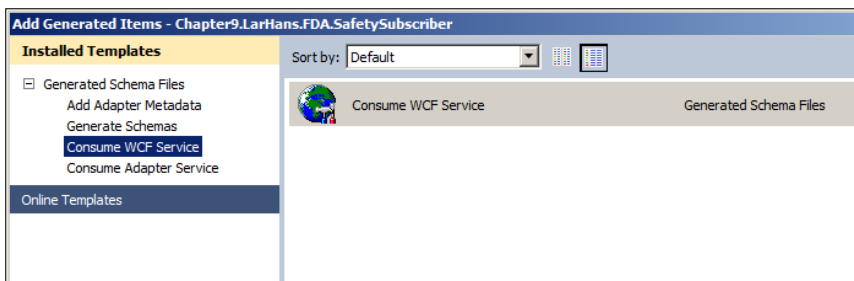 Add Generated Items - Chapter9.LarHans.FDA.SafetySubscriber
Installed Templates
Sort by: Default
Generated Schema Files
Add Adapter Metadata
Generate Schemas
Consume WCF Service
Consume Adapter Service
Online Templates
Consume WCF Service Generated Schema Files